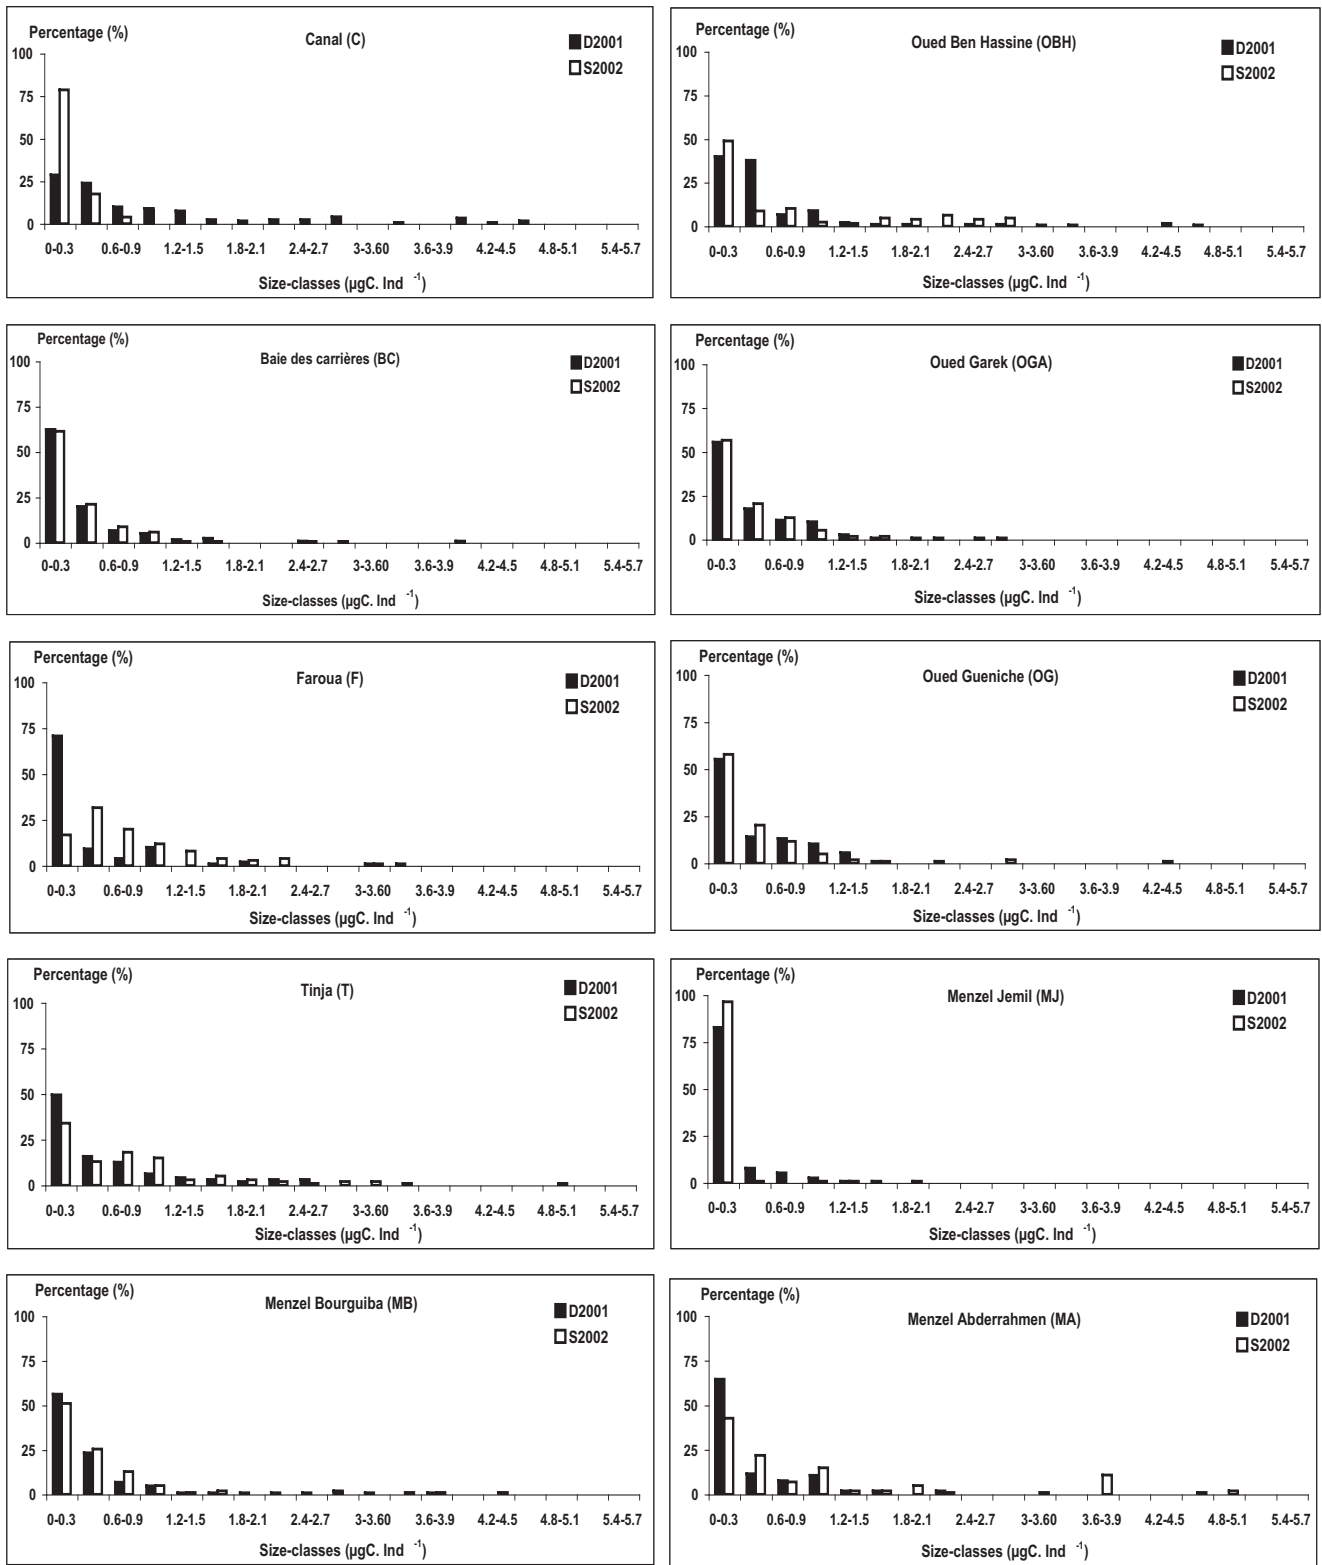 Percentage (%)
Canal (C)
D2001
S2002
100
75
50
25
0
0-0.3 0.6-0.9 1.2-1.5 1.8-2.1 2.4-2.7 3-3.60 3.6-3.9 4.2-4.5 4.8-5.1 5.4-5.7
Size-classes (µgC. Ind -1)
Percentage (%)
Oued Ben Hassine (OBH)
D2001
S2002
100
75
50
25
0
0-0.3 0.6-0.9 1.2-1.5 1.8-2.1 2.4-2.7 3-3.60 3.6-3.9 4.2-4.5 4.8-5.1 5.4-5.7
Size-classes (µgC. Ind -1)
Percentage (%)
Baie des carrières (BC)
D2001
S2002
100
75
50
25
0
0-0.3 0.6-0.9 1.2-1.5 1.8-2.1 2.4-2.7 3-3.60 3.6-3.9 4.2-4.5 4.8-5.1 5.4-5.7
Size-classes (µgC. Ind -1)
Percentage (%)
Oued Garek (OGA)
D2001
S2002
100
75
50
25
0
0-0.3 0.6-0.9 1.2-1.5 1.8-2.1 2.4-2.7 3-3.60 3.6-3.9 4.2-4.5 4.8-5.1 5.4-5.7
Size-classes (µgC. Ind -1)
Percentage (%)
Faroua (F)
D2001
S2002
100
75
50
25
0
0-0.3 0.6-0.9 1.2-1.5 1.8-2.1 2.4-2.7 3-3.60 3.6-3.9 4.2-4.5 4.8-5.1 5.4-5.7
Size-classes (µgC. Ind -1)
Percentage (%)
Oued Gueniche (OG)
D2001
S2002
100
75
50
25
0
0-0.3 0.6-0.9 1.2-1.5 1.8-2.1 2.4-2.7 3-3.60 3.6-3.9 4.2-4.5 4.8-5.1 5.4-5.7
Size-classes (µgC. Ind -1)
Percentage (%)
Tinja (T)
D2001
S2002
100
75
50
25
0
0-0.3 0.6-0.9 1.2-1.5 1.8-2.1 2.4-2.7 3-3.60 3.6-3.9 4.2-4.5 4.8-5.1 5.4-5.7
Size-classes (µgC. Ind -1)
Percentage (%)
Menzel Jemil (MJ)
D2001
S2002
100
75
50
25
0
0-0.3 0.6-0.9 1.2-1.5 1.8-2.1 2.4-2.7 3-3.60 3.6-3.9 4.2-4.5 4.8-5.1 5.4-5.7
Size-classes (µgC. Ind -1)
Percentage (%)
Menzel Bourguiba (MB)
D2001
S2002
100
75
50
25
0
0-0.3 0.6-0.9 1.2-1.5 1.8-2.1 2.4-2.7 3-3.60 3.6-3.9 4.2-4.5 4.8-5.1 5.4-5.7
Size-classes (µgC. Ind -1)
Percentage (%)
Menzel Abderrahmen (MA)
D2001
S2002
100
75
50
25
0
0-0.3 0.6-0.9 1.2-1.5 1.8-2.1 2.4-2.7 3-3.60 3.6-3.9 4.2-4.5 4.8-5.1 5.4-5.7
Size-classes (µgC. Ind -1)